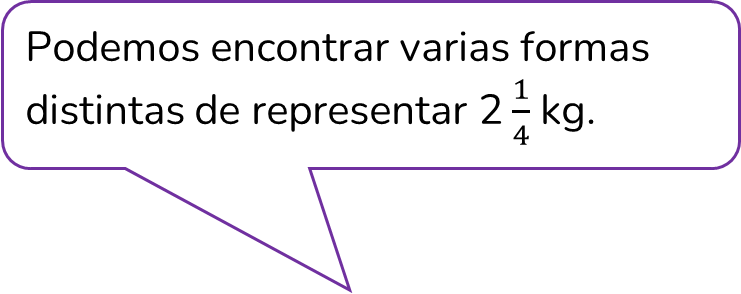 Podemos encontrar varias formas
distintas de representar 2 1/4 kg.